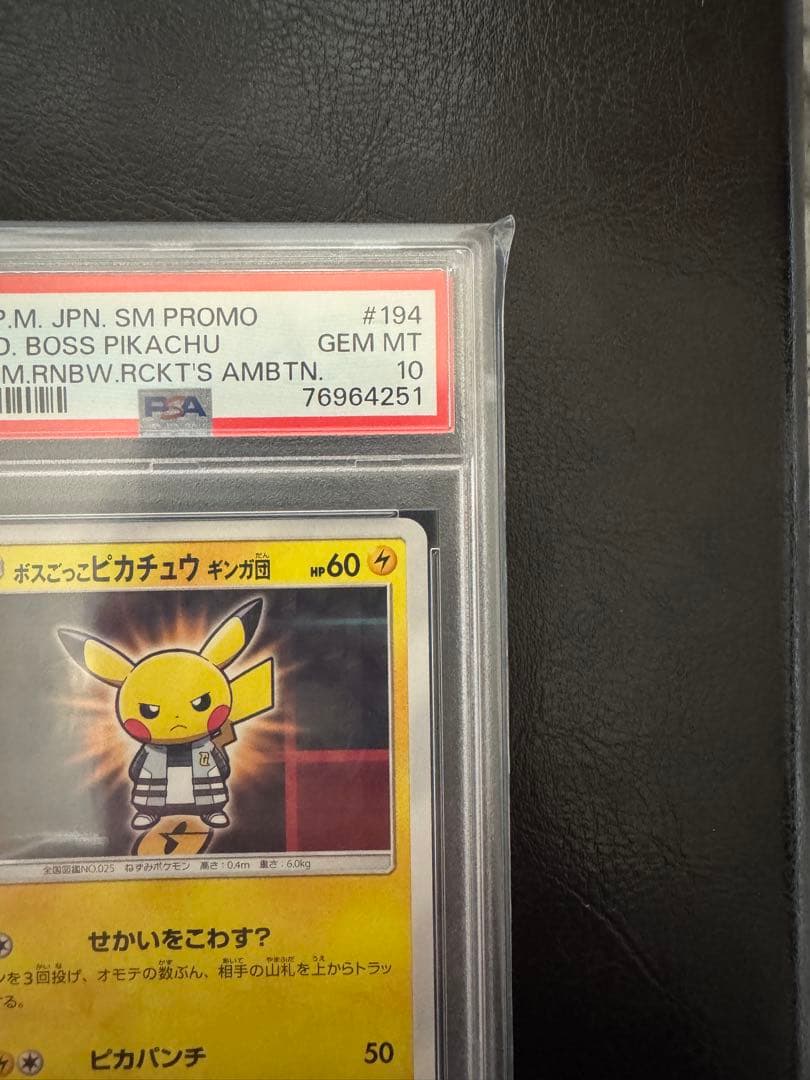 P.M. JPN. SM PROMO #194
D. BOSS PIKACHU GEM MT
M.RNBW.RCKT'S AMBTN. 10
PSA 76964251
ボスごっこピカチュウ ギンガ団 HP60
全国図鑑NO.025 ねずみポケモン 高さ:0.4m 重さ:6.0kg
せかいをこわす?
ンを3回投げ、オモテの数ぶん、相手の山札を上からトラッ
する。
ピカパンチ 50